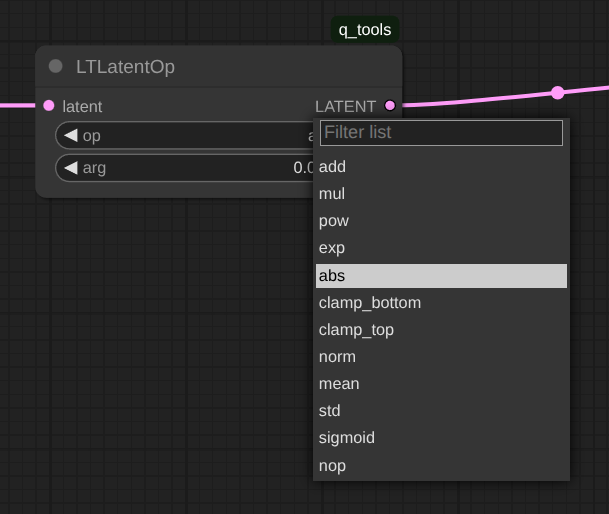 q_tools
LTLatentOp
latent LATENT
op
arg 0.0
Filter list
add
mul
pow
exp
abs
clamp_bottom
clamp_top
norm
mean
std
sigmoid
nop